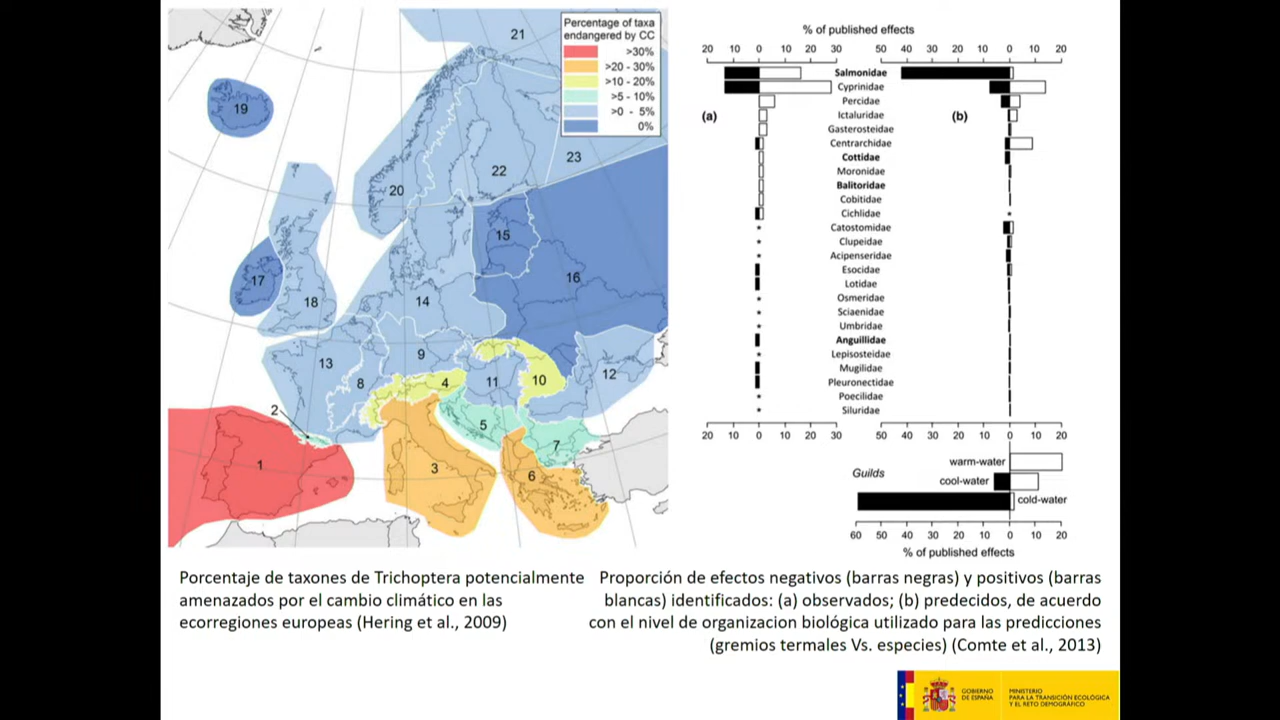 Percentage of taxa
endangered by CC
>30%
>20 - 30%
>10 - 20%
>5 - 10%
>0 - 5%
0%
21
19
23
22
20
15
17
16
18
14
13
9
12
8
4
11
10
2
5
7
1
3
6
% of published effects
20 10 0 10 20 30
50 40 30 20 10 0 10 20
(a)
(b)
Salmonidae
Cyprinidae
Percidae
Ictaluridae
Gasterosteidae
Centrarchidae
Cottidae
Moronidae
Balitoridae
Cobitidae
Cichlidae
Catostomidae
Clupeidae
Acipenseridae
Esocidae
Lotidae
Osmeridae
Sciaenidae
Umbridae
Anguillidae
Lepisosteidae
Mugilidae
Pleuronectidae
Poecilidae
Siluridae
20 10 0 10 20 30
50 40 30 20 10 0 10 20
Guilds
warm-water
cool-water
cold-water
60 50 40 30 20 10 0 10 20
% of published effects
Porcentaje de taxones de Trichoptera potencialmente
amenazados por el cambio climático en las
ecorregiones europeas (Hering et al., 2009)
Proporción de efectos negativos (barras negras) y positivos (barras
blancas) identificados: (a) observados; (b) predecidos, de acuerdo
con el nivel de organizacion biológica utilizado para las predicciones
(gremios termales Vs. especies) (Comte et al., 2013)
GOBIERNO
DE ESPAÑA
MINISTERIO
PARA LA TRANSICIÓN ECOLÓGICA
Y EL RETO DEMOGRÁFICO